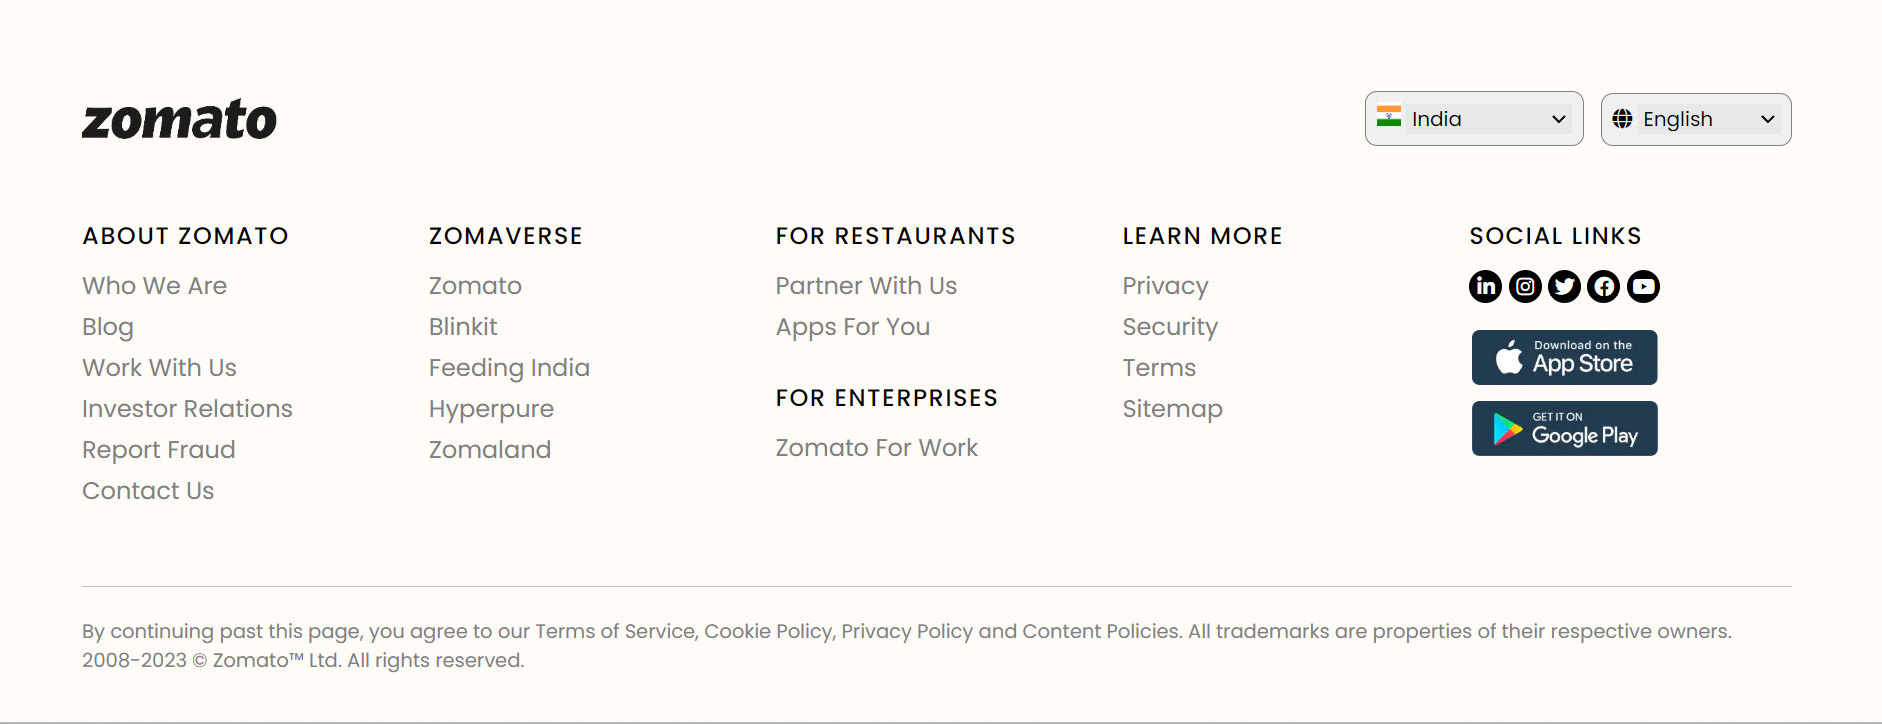 zomato
India
English
ABOUT ZOMATO
Who We Are
Blog
Work With Us
Investor Relations
Report Fraud
Contact Us
ZOMAVERSE
Zomato
Blinkit
Feeding India
Hyperpure
Zomaland
FOR RESTAURANTS
Partner With Us
Apps For You
FOR ENTERPRISES
Zomato For Work
LEARN MORE
Privacy
Security
Terms
Sitemap
SOCIAL LINKS
in
Download on the
App Store
GET IT ON
Google Play
By continuing past this page, you agree to our Terms of Service, Cookie Policy, Privacy Policy and Content Policies. All trademarks are properties of their respective owners.
2008-2023 © Zomato™ Ltd. All rights reserved.